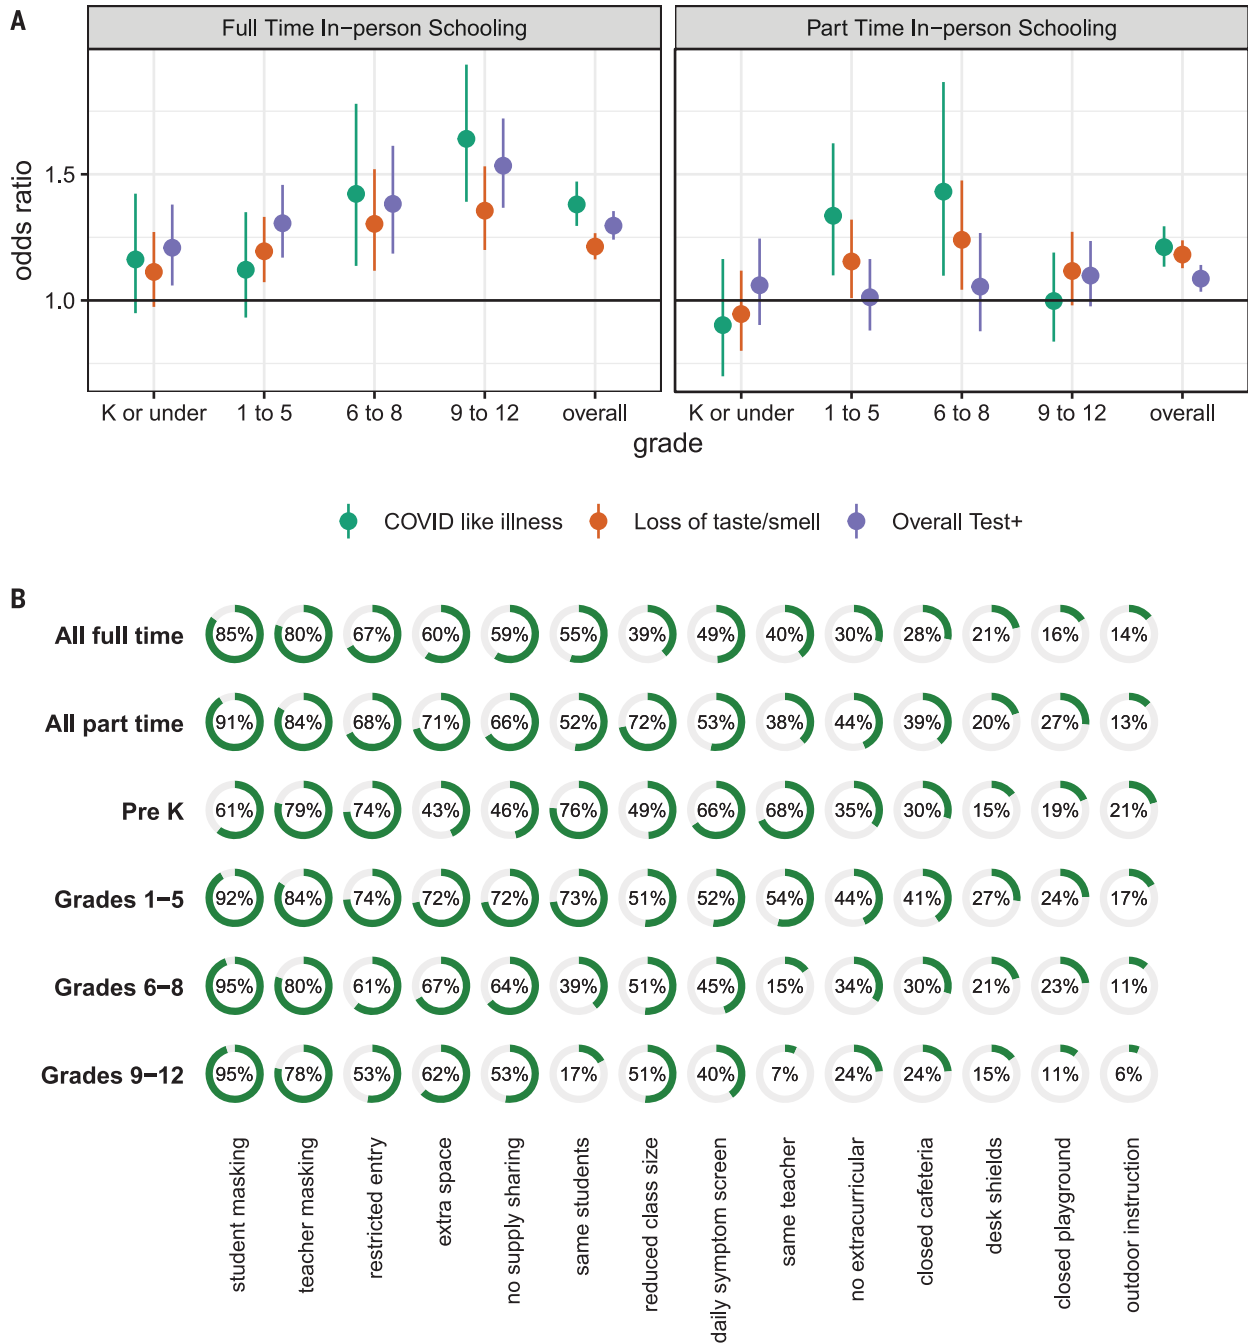 A
Full Time In-person Schooling
Part Time In-person Schooling
odds ratio
1.5
1.0
K or under 1 to 5 6 to 8 9 to 12 overall
K or under 1 to 5 6 to 8 9 to 12 overall
grade
COVID like illness Loss of taste/smell Overall Test+
B
All full time 85% 80% 67% 60% 59% 55% 39% 49% 40% 30% 28% 21% 16% 14%
All part time 91% 84% 68% 71% 66% 52% 72% 53% 38% 44% 39% 20% 27% 13%
Pre K 61% 79% 74% 43% 46% 76% 49% 66% 68% 35% 30% 15% 19% 21%
Grades 1−5 92% 84% 74% 72% 72% 73% 51% 52% 54% 44% 41% 27% 24% 17%
Grades 6−8 95% 80% 61% 67% 64% 39% 51% 45% 15% 34% 30% 21% 23% 11%
Grades 9−12 95% 78% 53% 62% 53% 17% 51% 40% 7% 24% 24% 15% 11% 6%
student masking
teacher masking
restricted entry
extra space
no supply sharing
same students
reduced class size
daily symptom screen
same teacher
no extracurricular
closed cafeteria
desk shields
closed playground
outdoor instruction